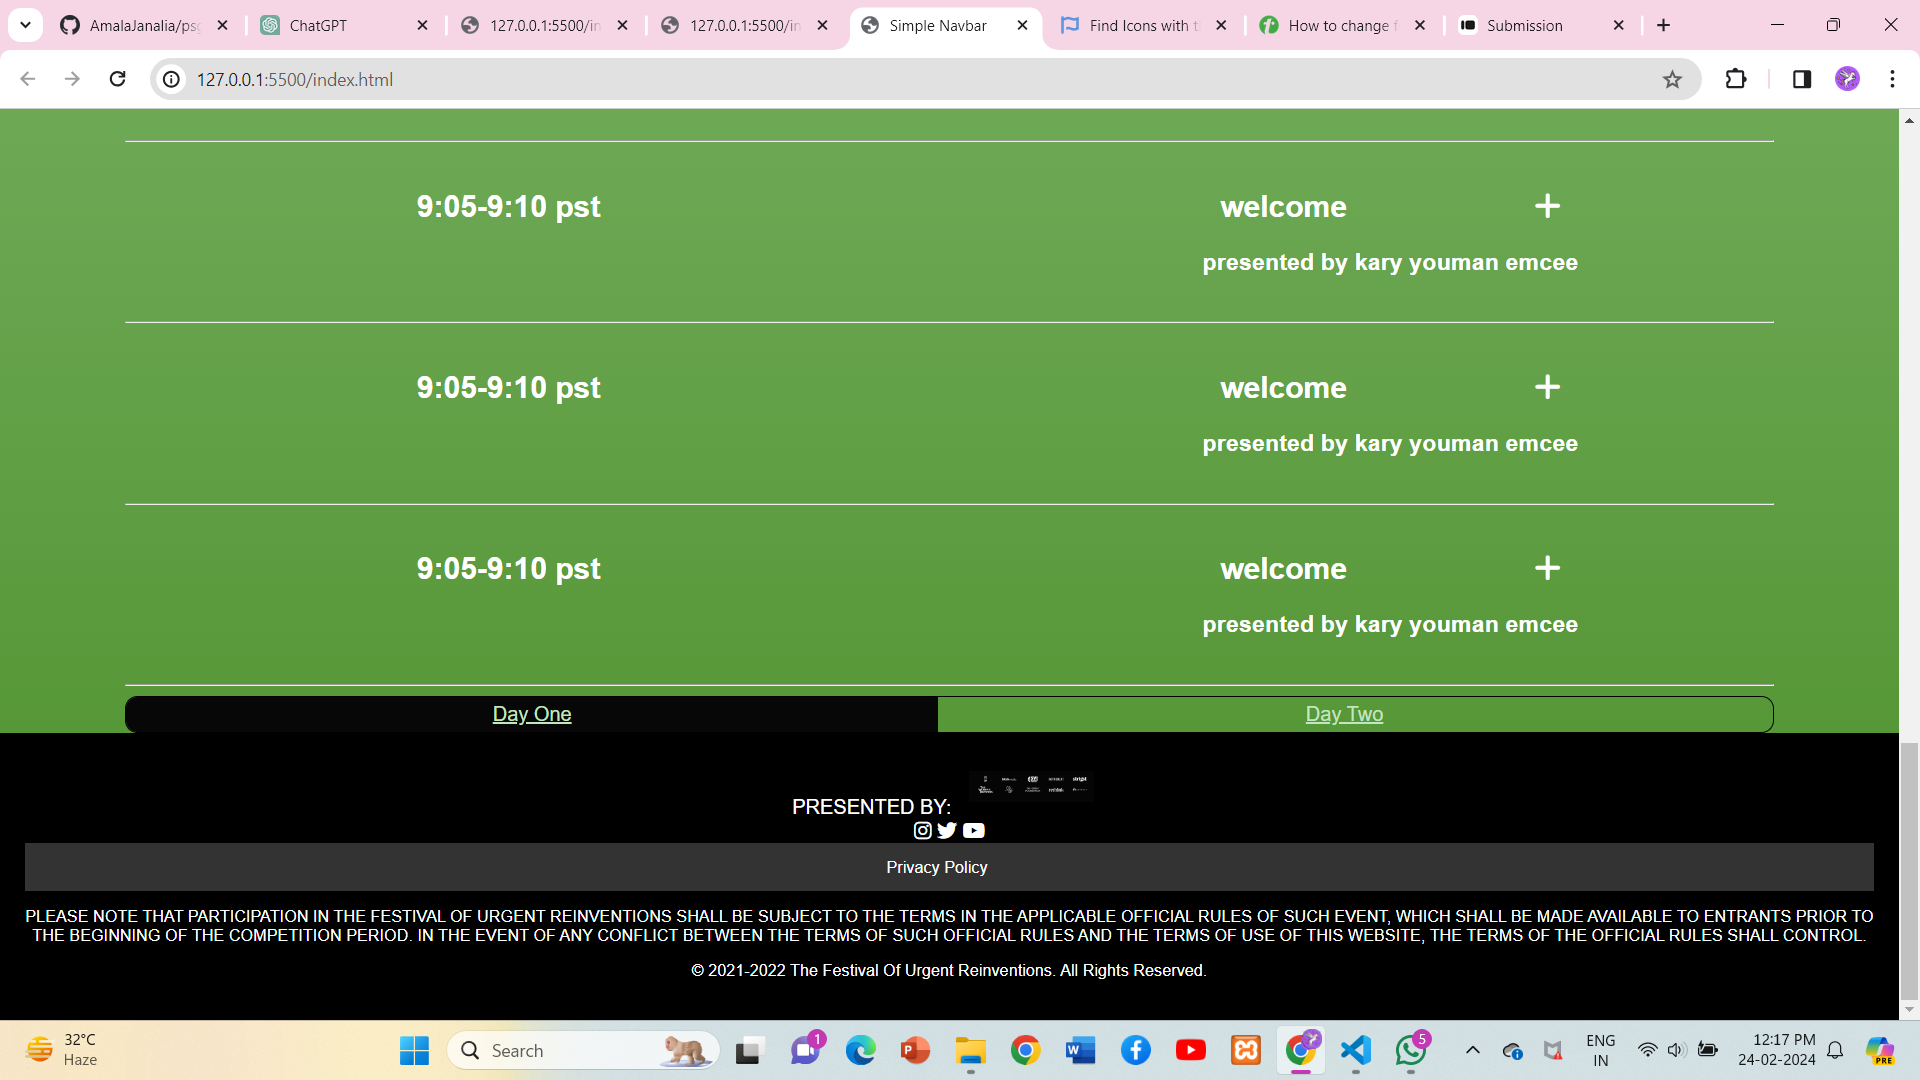 AmalaJanalia/psg
ChatGPT
127.0.0.1:5500/in
127.0.0.1:5500/in
Simple Navbar
Find Icons with t
How to change f
Submission
127.0.0.1:5500/index.html
9:05-9:10 pst
welcome
presented by kary youman emcee
9:05-9:10 pst
welcome
presented by kary youman emcee
9:05-9:10 pst
welcome
presented by kary youman emcee
Day One
Day Two
PRESENTED BY:
Privacy Policy
PLEASE NOTE THAT PARTICIPATION IN THE FESTIVAL OF URGENT REINVENTIONS SHALL BE SUBJECT TO THE TERMS IN THE APPLICABLE OFFICIAL RULES OF SUCH EVENT, WHICH SHALL BE MADE AVAILABLE TO ENTRANTS PRIOR TO
THE BEGINNING OF THE COMPETITION PERIOD. IN THE EVENT OF ANY CONFLICT BETWEEN THE TERMS OF SUCH OFFICIAL RULES AND THE TERMS OF USE OF THIS WEBSITE, THE TERMS OF THE OFFICIAL RULES SHALL CONTROL.
© 2021-2022 The Festival Of Urgent Reinventions. All Rights Reserved.
32°C
Haze
Search
1
5
ENG
IN
12:17 PM
24-02-2024
PRE